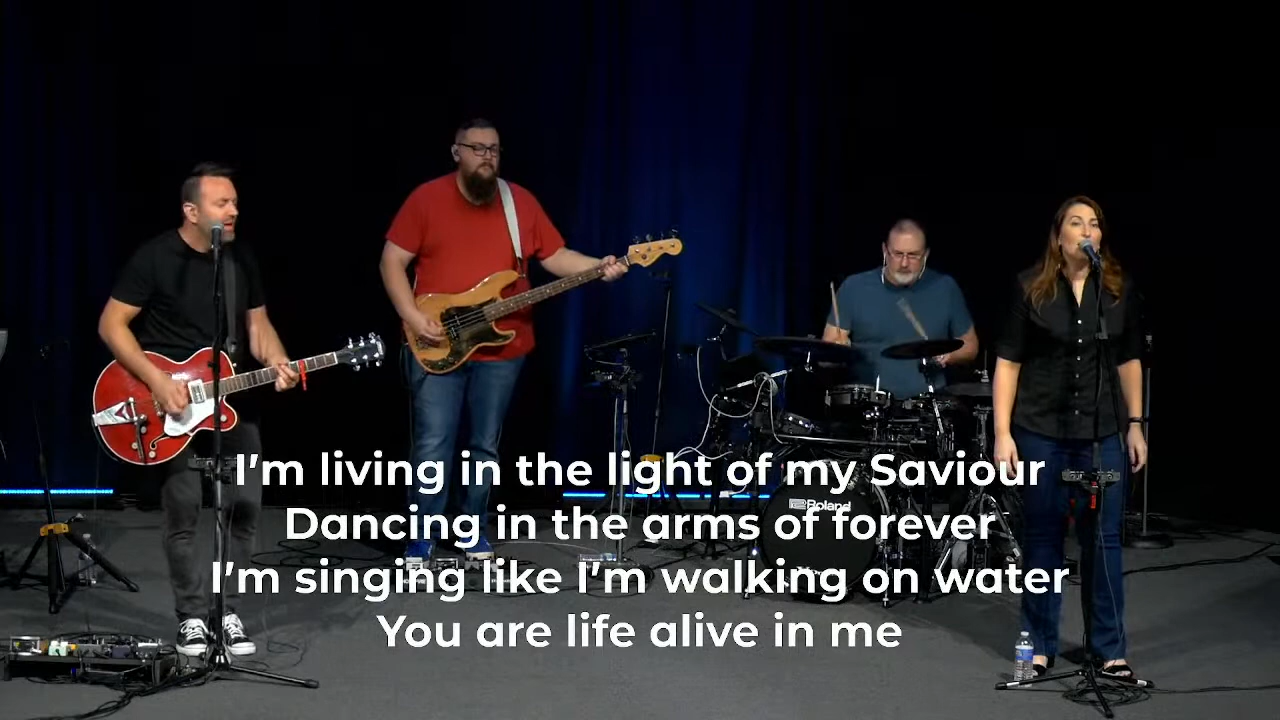 I'm living in the light of my Saviour
Roland
Dancing in the arms of forever
I'm singing like I'm walking on water
You are life alive in me